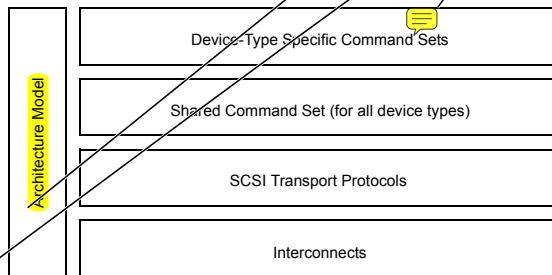 Architecture Model
Device-Type Specific Command Sets
Shared Command Set (for all device types)
SCSI Transport Protocols
Interconnects